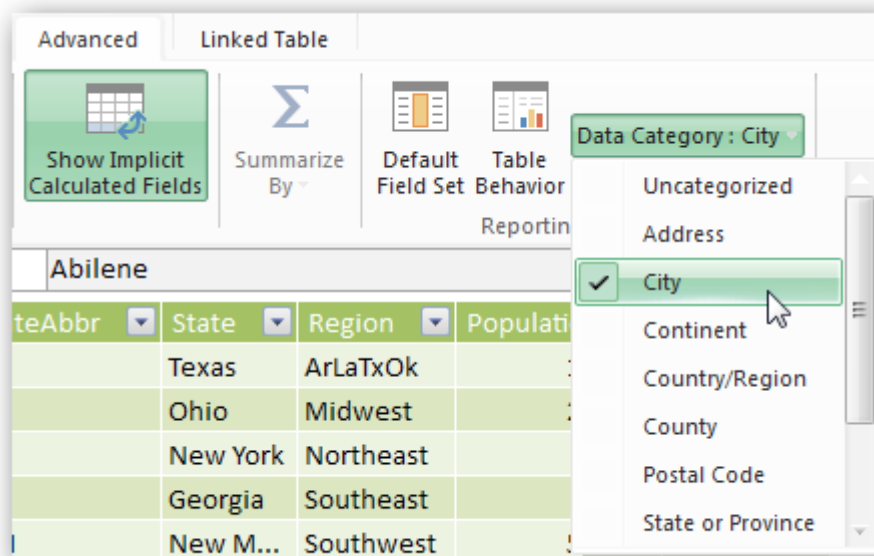 Advanced
Linked Table
Show Implicit
Calculated Fields
Summarize
By
Default
Field Set
Table
Behavior
Reportin
Data Category : City
Uncategorized
Address
City
Continent
Country/Region
County
Postal Code
State or Province
Abilene
teAbbr State Region Populati
Texas ArLaTxOk
Ohio Midwest
New York Northeast
Georgia Southeast
New M... Southwest